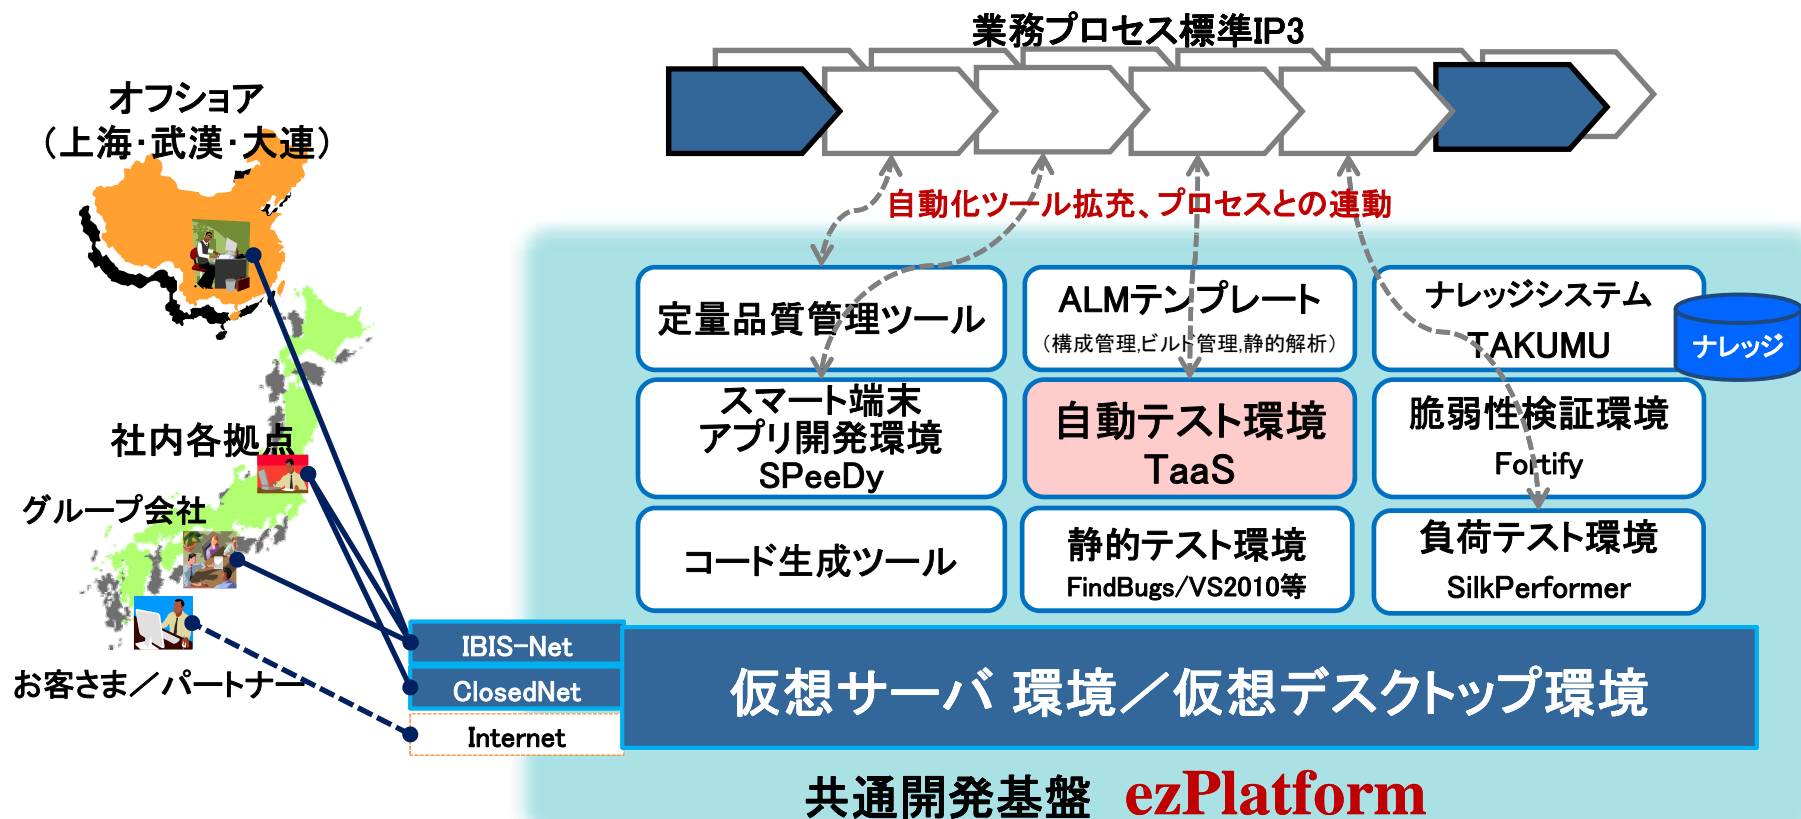 業務プロセス標準IP3
オフショア
（上海・武漢・大連）
自動化ツール拡充、プロセスとの連動
定量品質管理ツール
ALMテンプレート
（構成管理,ビルド管理,静的解析）
ナレッジシステム
TAKUMU
ナレッジ
スマート端末
アプリ開発環境
SPeeDy
自動テスト環境
TaaS
脆弱性検証環境
Fortify
コード生成ツール
静的テスト環境
FindBugs/VS2010等
負荷テスト環境
SilkPerformer
社内各拠点
グループ会社
お客さま／パートナー
IBIS-Net
ClosedNet
Internet
仮想サーバ 環境／仮想デスクトップ環境
共通開発基盤 ezPlatform